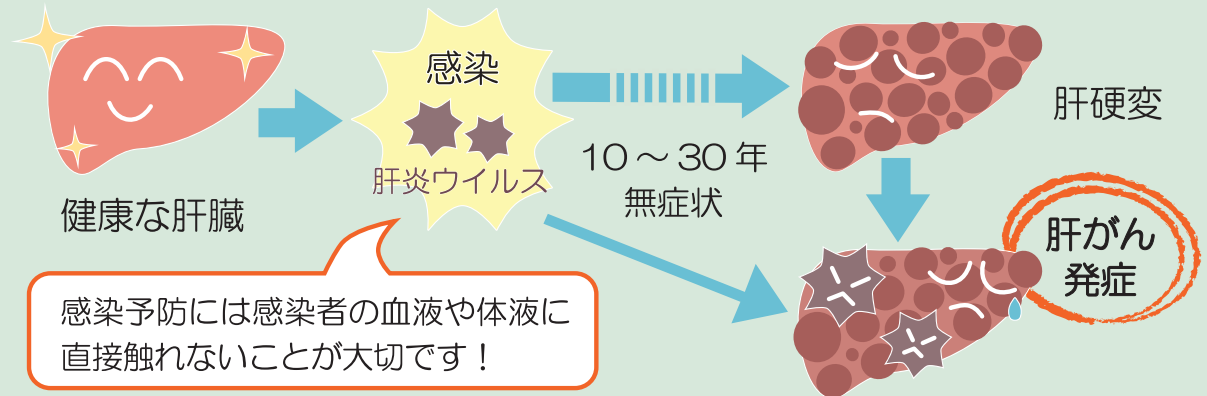 健康な肝臓
感染
肝炎ウイルス
10～30年
無症状
肝硬変
肝がん
発症
感染予防には感染者の血液や体液に
直接触れないことが大切です！